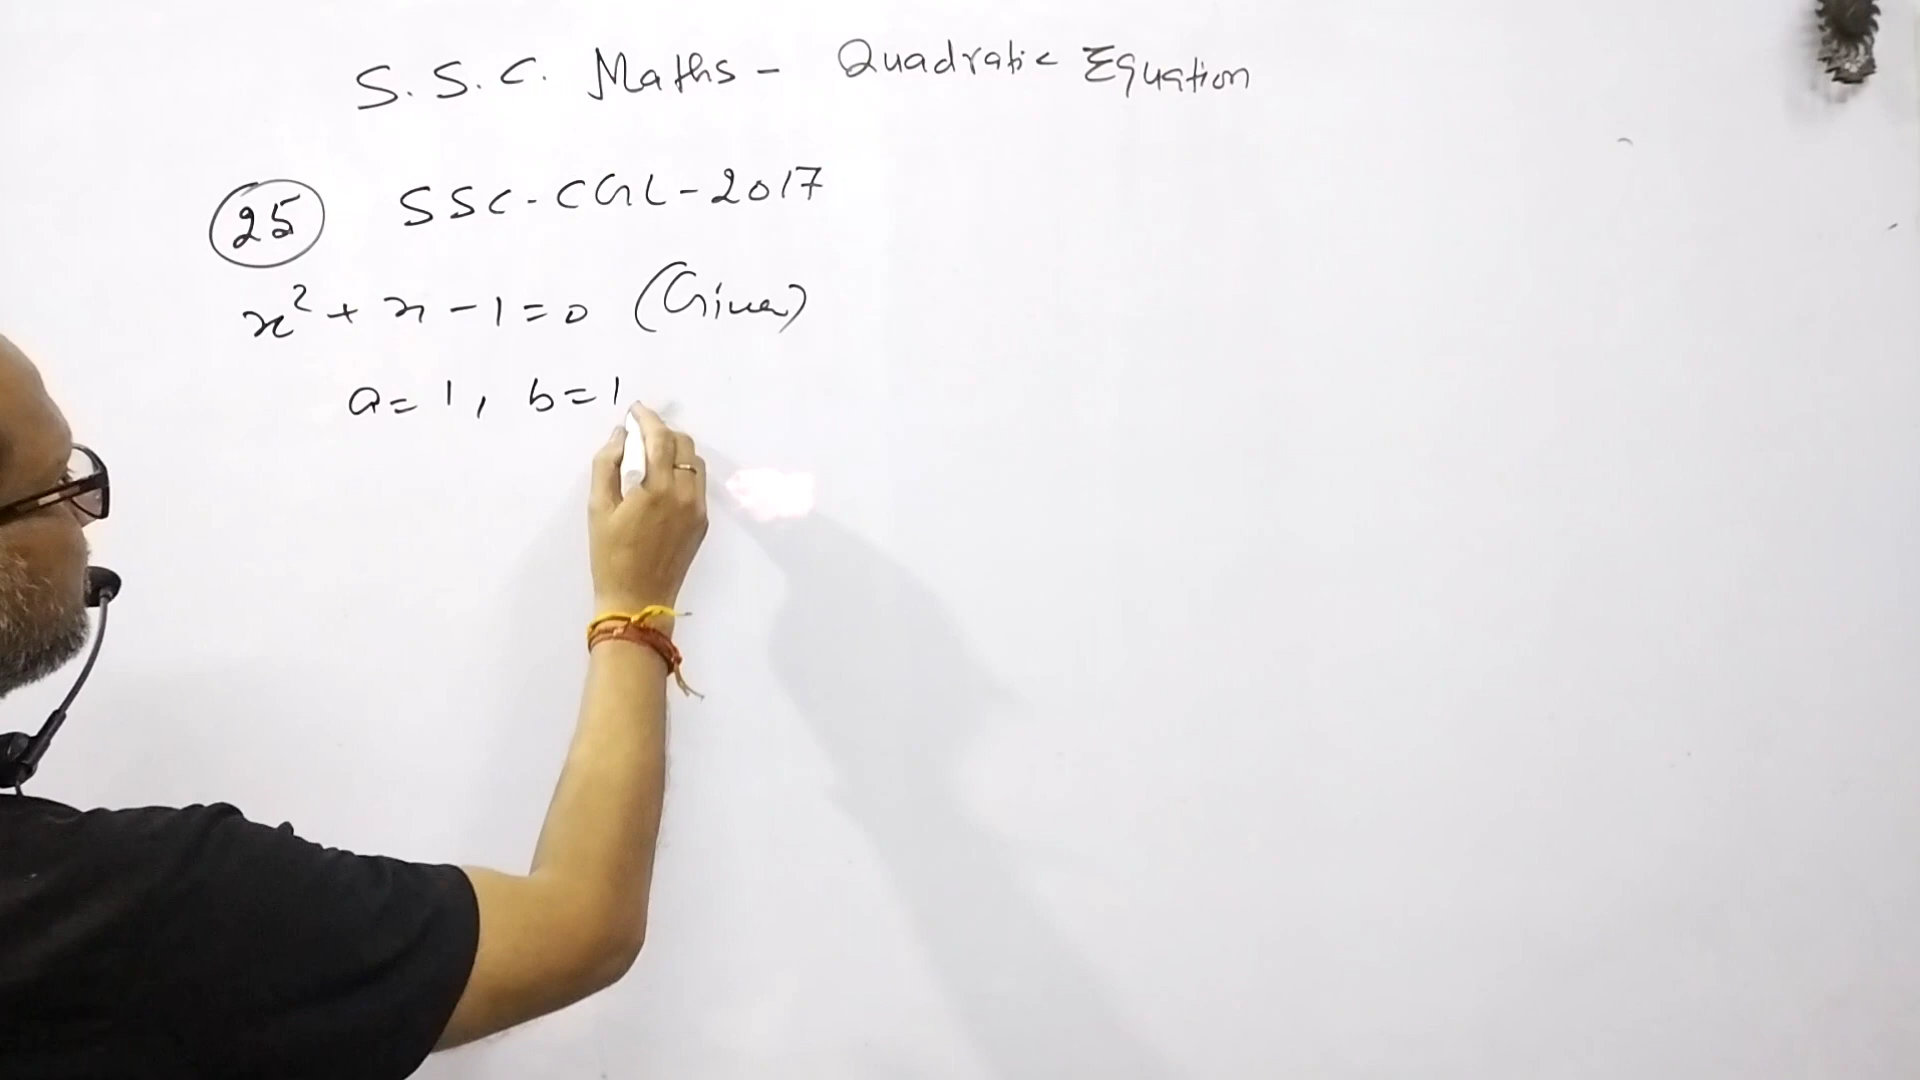 S.S.C. Maths - Quadratic Equation
25 SSC-CGL-2017
x² + x - 1 = 0 (Given)
a = 1, b = 1